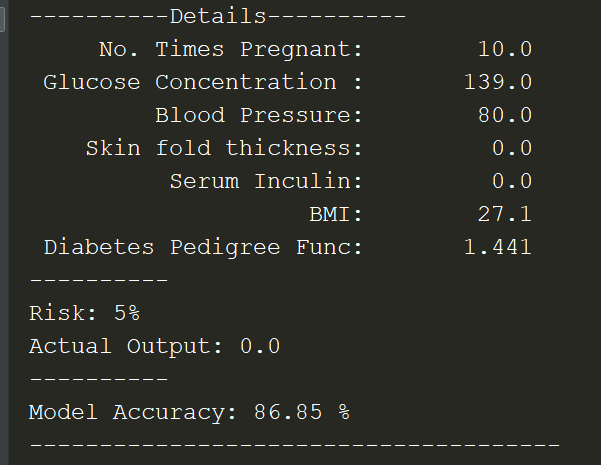 ----------Details----------
No. Times Pregnant: 10.0
Glucose Concentration : 139.0
Blood Pressure: 80.0
Skin fold thickness: 0.0
Serum Inculin: 0.0
BMI: 27.1
Diabetes Pedigree Func: 1.441
----------
Risk: 5%
Actual Output: 0.0
----------
Model Accuracy: 86.85 %
--------------------------------------